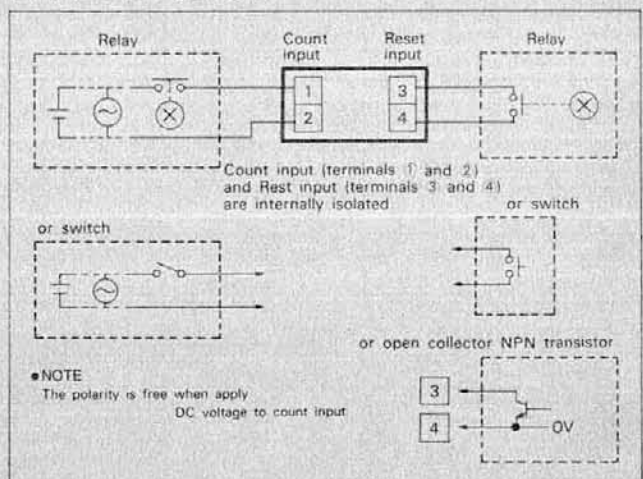 Relay
Count input
Reset input
Relay
1
3
2
4
Count input (terminals ① and 2)
and Rest input (terminals 3 and 4)
are internally isolated
or switch
or switch
or open collector NPN transistor
●NOTE
The polarity is free when apply
DC voltage to count input
3
4
0V